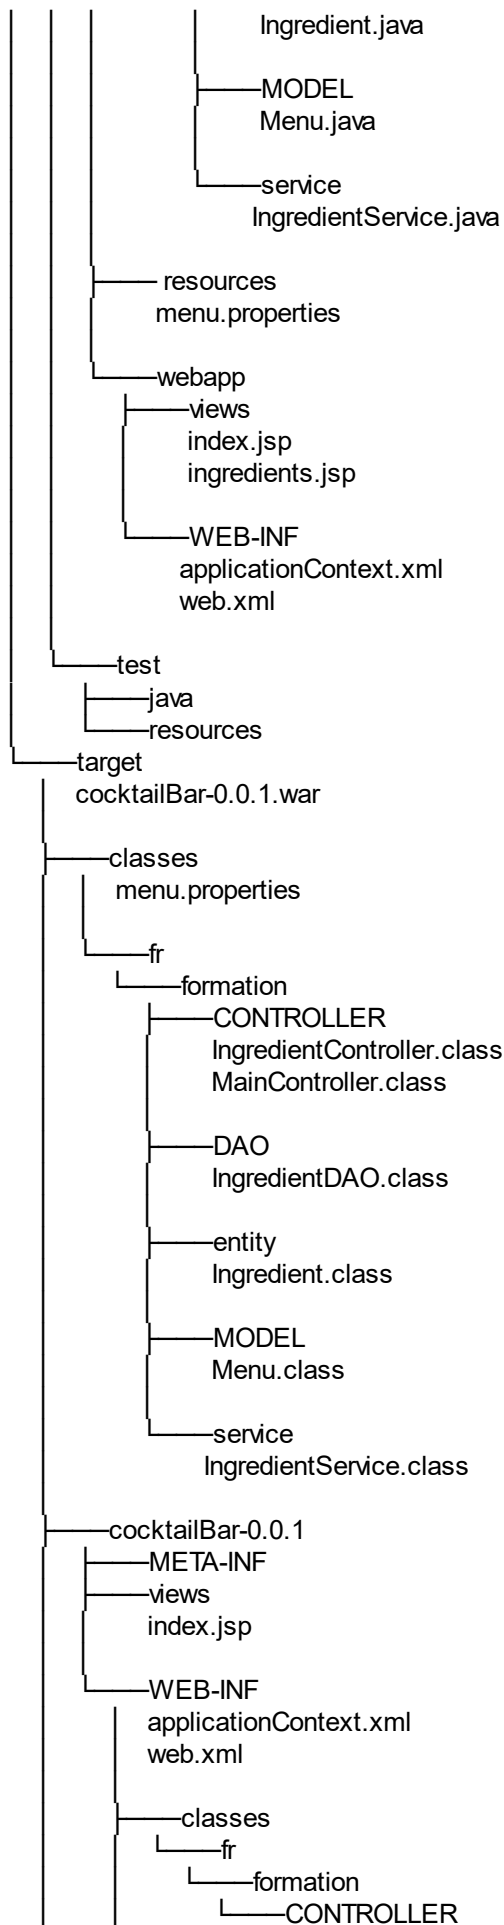 Ingredient.java
MODEL
Menu.java
service
IngredientService.java
resources
menu.properties
webapp
views
index.jsp
ingredients.jsp
WEB-INF
applicationContext.xml
web.xml
test
java
resources
target
cocktailBar-0.0.1.war
classes
menu.properties
fr
formation
CONTROLLER
IngredientController.class
MainController.class
DAO
IngredientDAO.class
entity
Ingredient.class
MODEL
Menu.class
service
IngredientService.class
cocktailBar-0.0.1
META-INF
views
index.jsp
WEB-INF
applicationContext.xml
web.xml
classes
fr
formation
CONTROLLER